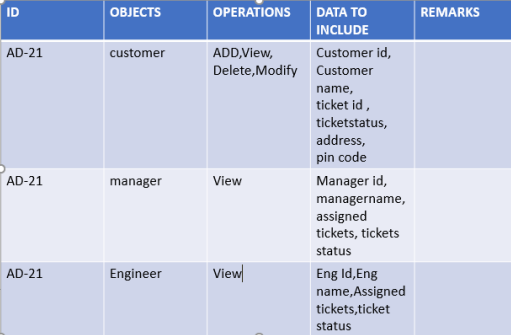 ID OBJECTS OPERATIONS DATA TO INCLUDE REMARKS
AD-21 customer ADD,View,
Delete,Modify
Customer id,
Customer
name,
ticket id ,
ticketstatus,
address,
pin code
AD-21 manager View
Manager id,
managername,
assigned
tickets, tickets
status
AD-21 Engineer View
Eng Id,Eng
name,Assigned
tickets,ticket
status